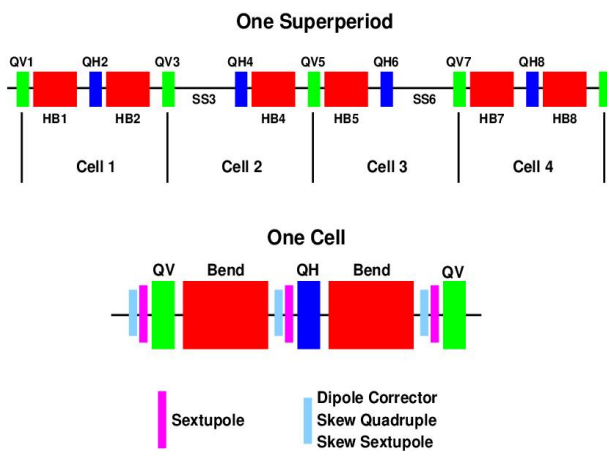 One Superperiod
QV1 QH2 QV3 QH4 QV5 QH6 QV7 QH8
HB1 HB2 SS3 HB4 HB5 SS6 HB7 HB8
Cell 1 Cell 2 Cell 3 Cell 4
One Cell
QV Bend QH Bend QV
Sextupole
Dipole Corrector
Skew Quadruple
Skew Sextupole